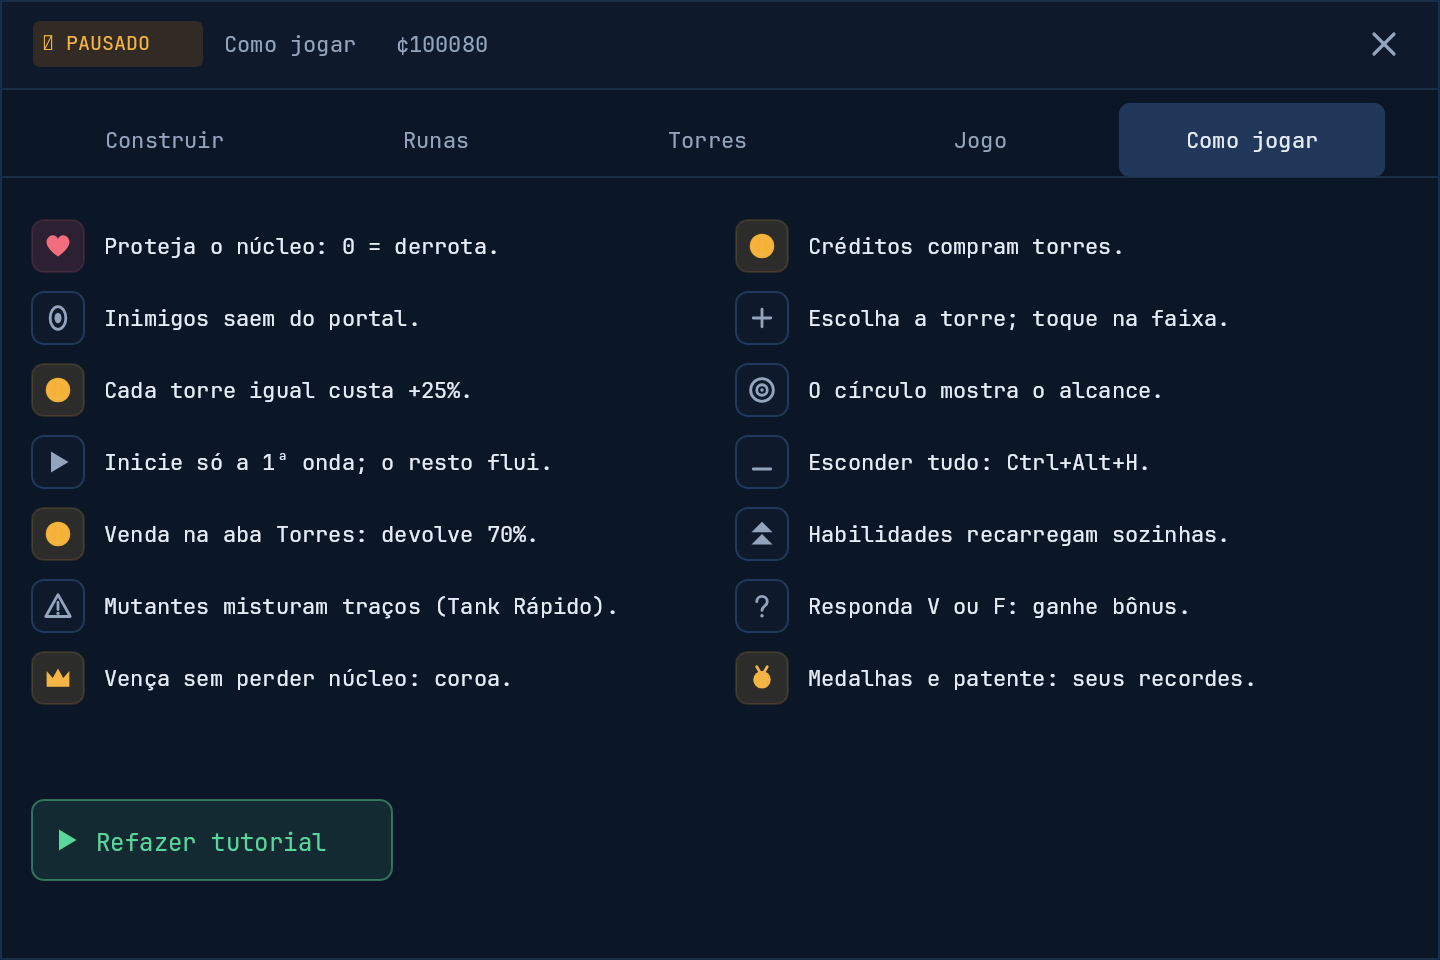 PAUSADO Como jogar ¢100080
Construir Runas Torres Jogo Como jogar
Proteja o núcleo: 0 = derrota.
Créditos compram torres.
Inimigos saem do portal.
Escolha a torre; toque na faixa.
Cada torre igual custa +25%.
O círculo mostra o alcance.
Inicie só a 1ª onda; o resto flui.
Esconder tudo: Ctrl+Alt+H.
Venda na aba Torres: devolve 70%.
Habilidades recarregam sozinhas.
Mutantes misturam traços (Tank Rápido).
Responda V ou F: ganhe bônus.
Vença sem perder núcleo: coroa.
Medalhas e patente: seus recordes.
Refazer tutorial